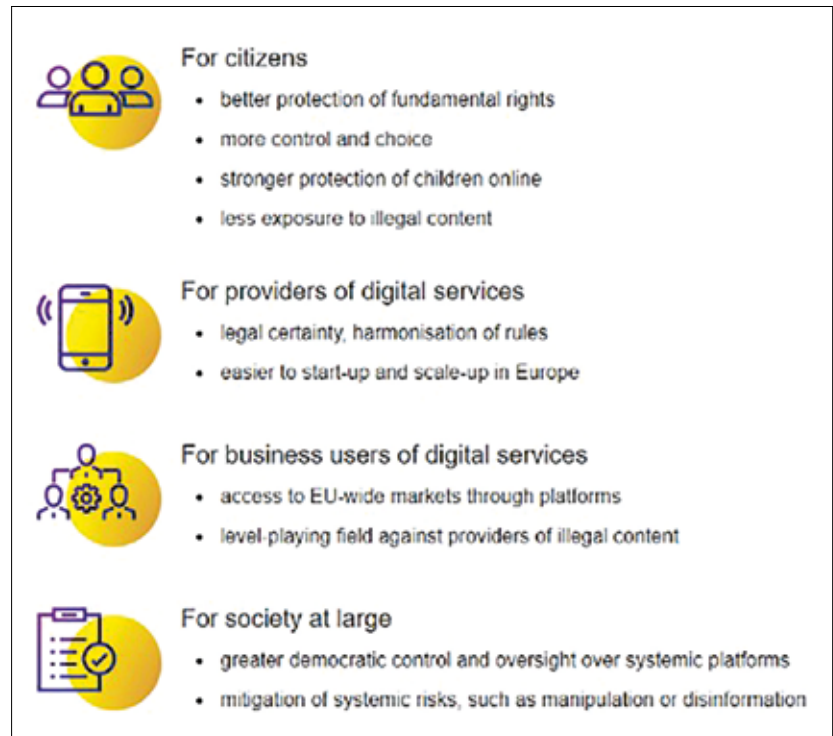 For citizens
• better protection of fundamental rights
• more control and choice
• stronger protection of children online
• less exposure to illegal content
For providers of digital services
• legal certainty, harmonisation of rules
• easier to start-up and scale-up in Europe
For business users of digital services
• access to EU-wide markets through platforms
• level-playing field against providers of illegal content
For society at large
• greater democratic control and oversight over systemic platforms
• mitigation of systemic risks, such as manipulation or disinformation